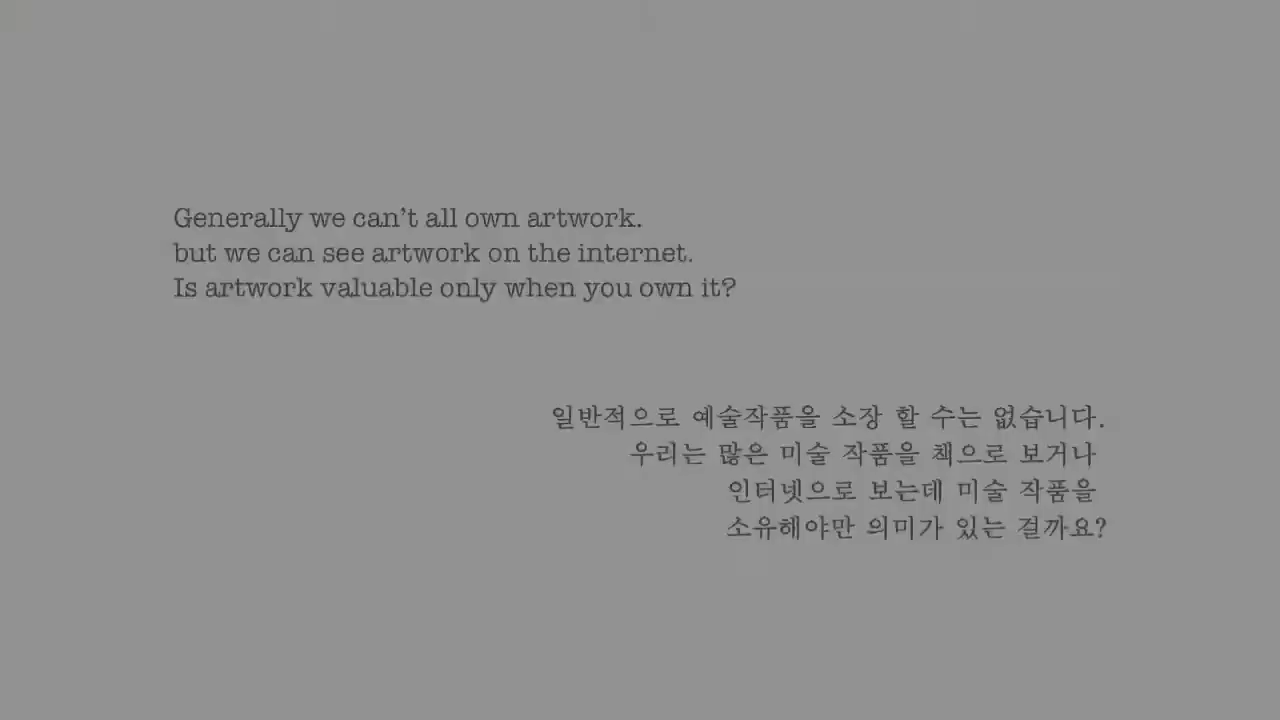 Generally we can't all own artwork.
but we can see artwork on the internet.
Is artwork valuable only when you own it?
일반적으로 예술작품을 소장 할 수는 없습니다.
우리는 많은 미술 작품을 책으로 보거나
인터넷으로 보는데 미술 작품을
소유해야만 의미가 있는 걸까요?